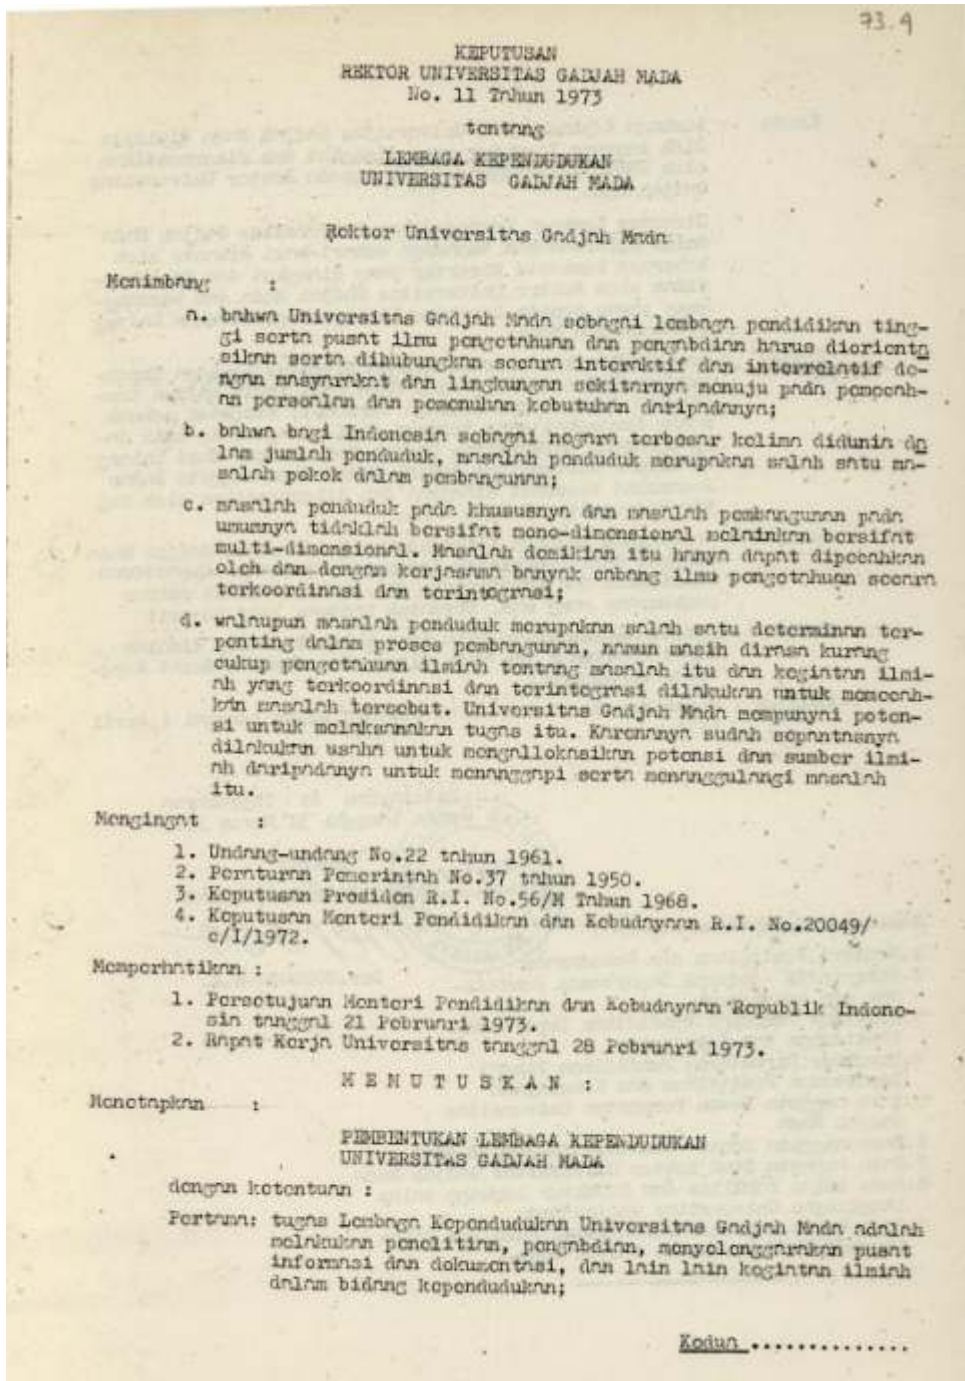 73.9
KEPUTUSAN
REKTOR UNIVERSITAS GADJAH MADA
No. 11 Tahun 1973
tentang
LEMBAGA KEPENDUDUKAN
UNIVERSITAS GADJAH MADA
Rektor Universitas Gadjah Mada
Menimbang :
a. bahwa Universitas Gadjah Mada sebagai lembaga pendidikan ting-
gi serta pusat ilmu pengetahuan dan pengabdian harus diorienta
sikan serta dihubungkan secara interaktif dan interrelatif de-
ngan masyarakat dan lingkungan sekitarnya menuju pada pemecah-
an persoalan dan pemenuhan kebutuhan daripadanya;
b. bahwa bagi Indonesia sebagai negara terbesar kelima didunia da
lam jumlah penduduk, masalah penduduk merupakan salah satu ma-
salah pokok dalam pembangunan;
c. masalah penduduk pada khususnya dan masalah pembangunan pada
umumnya tidaklah bersifat mono-dimensional melainkan bersifat
multi-dimensional. Masalah demikian itu hanya dapat dipecahkan
oleh dan dengan kerjasama banyak cabang ilmu pengetahuan secara
terkoordinasi dan terintegrasi;
d. walaupun masalah penduduk merupakan salah satu determinan ter-
penting dalam proses pembangunan, namun masih dirasa kurang
cukup pengetahuan ilmiah tentang masalah itu dan kegiatan ilmi-
ah yang terkoordinasi dan terintegrasi dilakukan untuk memecah-
kan masalah tersebut. Universitas Gadjah Mada mempunyai poten-
si untuk melaksanakan tugas itu. Karenanya sudah sepantasnya
dilakukan usaha untuk mengallokasikan potensi dan sumber ilmi-
ah daripadanya untuk menanggapi serta menanggulangi masalah
itu.
Mengingat :
1. Undang-undang No.22 tahun 1961.
2. Peraturan Pemerintah No.37 tahun 1950.
3. Keputusan Presiden R.I. No.56/M Tahun 1968.
4. Keputusan Menteri Pendidikan dan Kebudayaan R.I. No.20049/
c/I/1972.
Memperhatikan :
1. Persetujuan Menteri Pendidikan dan Kebudayaan Republik Indone-
sia tanggal 21 Pebruari 1973.
2. Rapat Kerja Universitas tanggal 28 Pebruari 1973.
M E M U T U S K A N :
Menetapkan :
PEMBENTUKAN LEMBAGA KEPENDUDUKAN
UNIVERSITAS GADJAH MADA
dengan ketentuan :
Pertama: tugas Lembaga Kependudukan Universitas Gadjah Mada adalah
melakukan penelitian, pengabdian, menyelenggarakan pusat
informasi dan dokumentasi, dan lain lain kegiatan ilmiah
dalam bidang kependudukan;
Kedua ..............